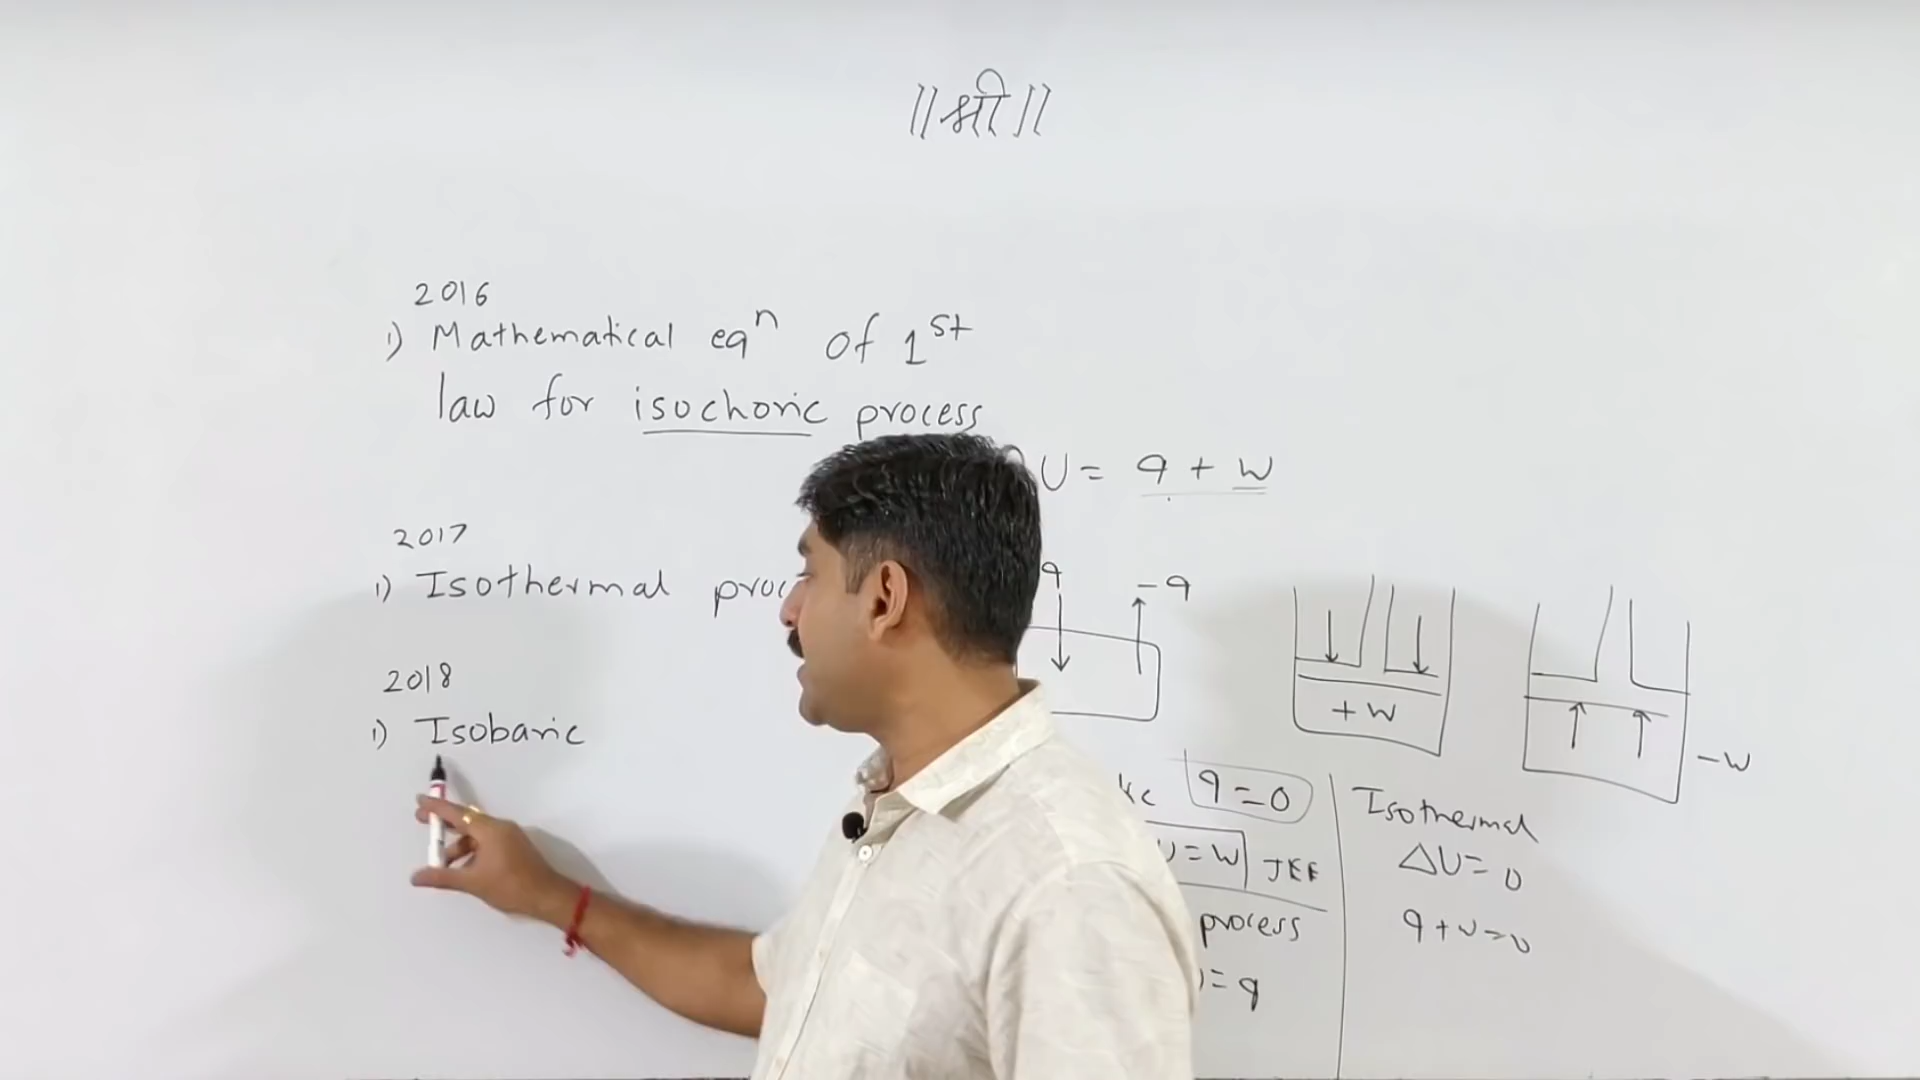 ॥ श्री ॥
2016
1) Mathematical eqⁿ of 1ˢᵗ
law for isochoric process
U = q + W
2017
1) Isothermal
q
-q
2018
1) Isobaric
+W
-W
q=0
U=W JEE
process
=q
Isothermal
ΔU=0
q+W=0